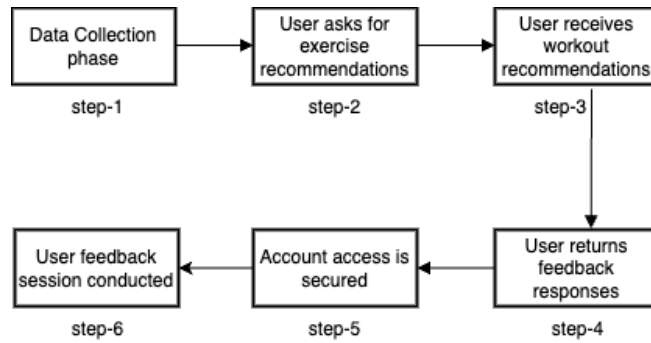 Data Collection
phase
step-1
User asks for
exercise
recommendations
step-2
User receives
workout
recommendations
step-3
User returns
feedback
responses
step-4
Account access is
secured
step-5
User feedback
session conducted
step-6